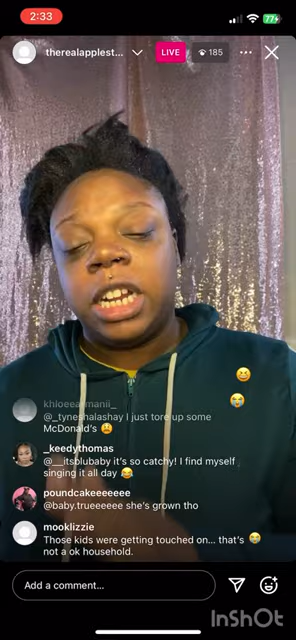 2:33
77
therealapplest...
LIVE
185
@_tyneshalashay I just tore up some
McDonald's 😩
_keedythomas
@__itslubaby it's so catchy! I find myself
singing it all day 😂
poundcakeeeeeee
@baby.trueeeeee she's grown tho
mooklizzie
Those kids were getting touched on... that's
not a ok household.
Add a comment...
InShOt